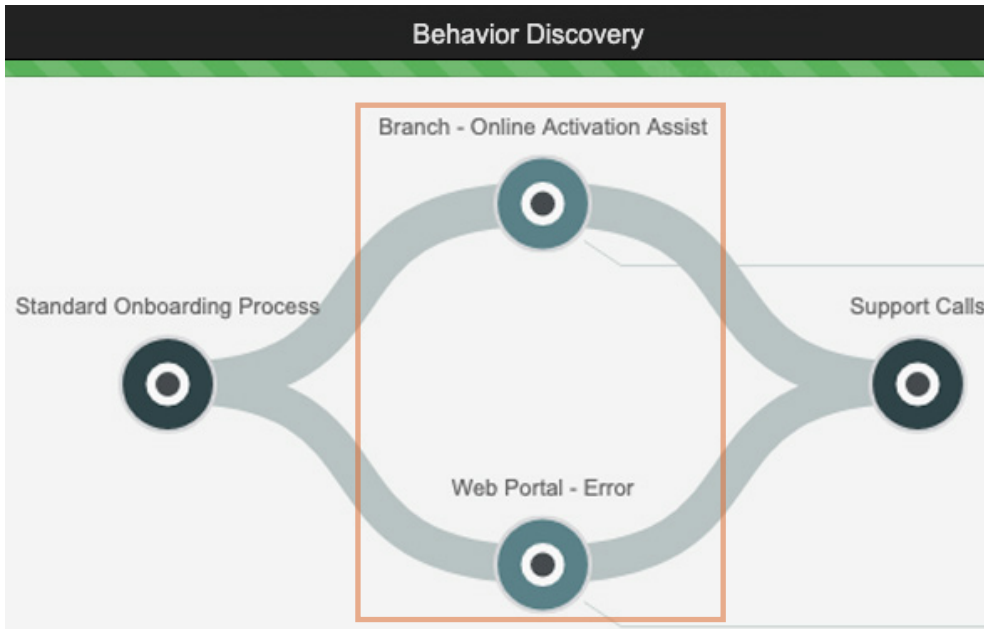 Behavior Discovery
Branch - Online Activation Assist
Standard Onboarding Process
Support Calls
Web Portal - Error